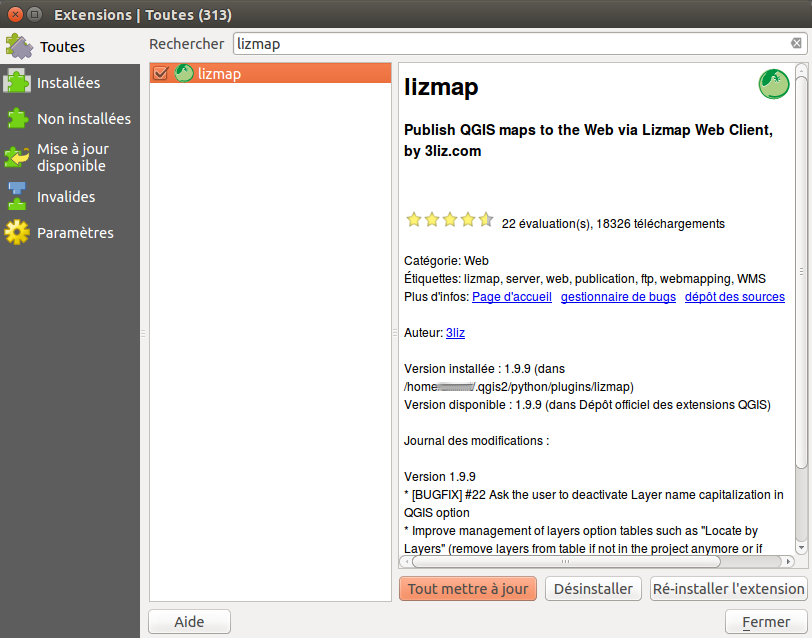 Extensions | Toutes (313)
Toutes
Installées
Non installées
Mise à jour
disponible
Invalides
Paramètres
Rechercher lizmap
lizmap
lizmap
Publish QGIS maps to the Web via Lizmap Web Client,
by 3liz.com
22 évaluation(s), 18326 téléchargements
Catégorie: Web
Étiquettes: lizmap, server, web, publication, ftp, webmapping, WMS
Plus d'infos: Page d'accueil gestionnaire de bugs dépôt des sources
Auteur: 3liz
Version installée : 1.9.9 (dans
/home/ /.qgis2/python/plugins/lizmap)
Version disponible : 1.9.9 (dans Dépôt officiel des extensions QGIS)
Journal des modifications :
Version 1.9.9
* [BUGFIX] #22 Ask the user to deactivate Layer name capitalization in
QGIS option
* Improve management of layers option tables such as "Locate by
Layers" (remove layers from table if not in the project anymore or if
Tout mettre à jour Désinstaller Ré-installer l'extension
Aide Fermer